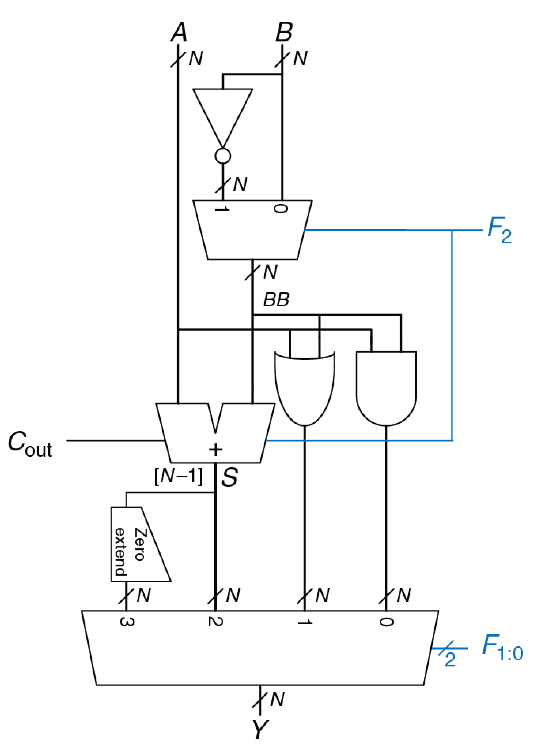 A B
N N
N
1 0
F2
N
BB
Cout
+
[N–1] S
Zero
extend
N N N N
3 2 1 0
2 F1:0
N
Y